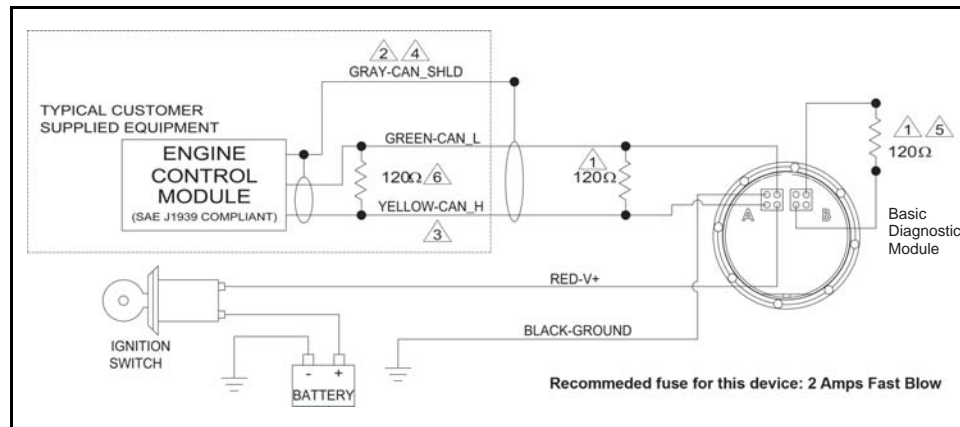 2 4
GRAY-CAN_SHLD
TYPICAL CUSTOMER
SUPPLIED EQUIPMENT
ENGINE
CONTROL
MODULE
(SAE J1939 COMPLIANT)
GREEN-CAN_L
120Ω 6
YELLOW-CAN_H
3
1
120Ω
1 5
120Ω
A B
Basic
Diagnostic
Module
RED-V+
BLACK-GROUND
IGNITION
SWITCH
- +
BATTERY
Recommeded fuse for this device: 2 Amps Fast Blow